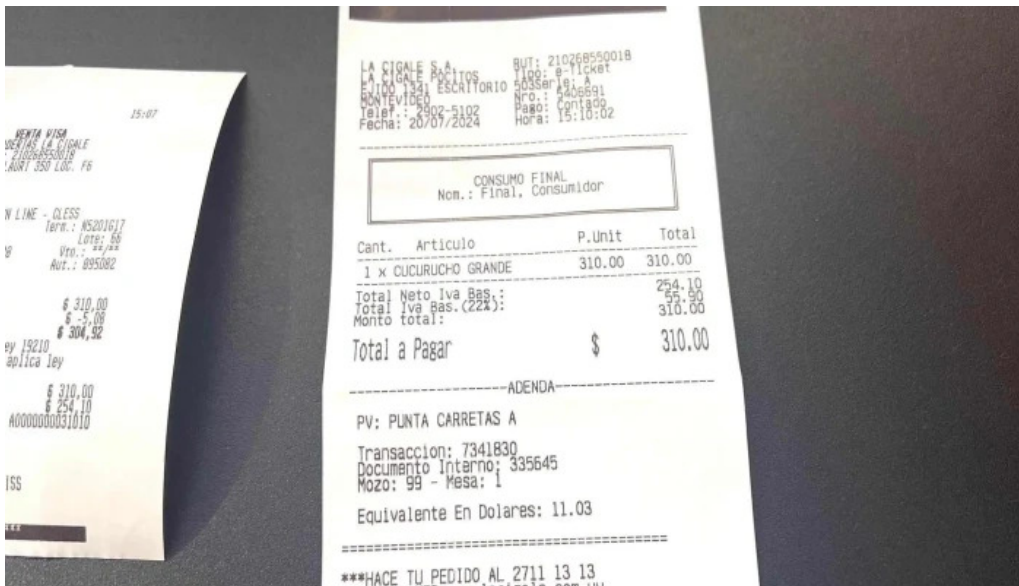 15:07
VENTA VISA
LA CIGALE
210268550018
LAURI 350 LOC. F6
N LINE - CLESS
Term.: N5201G17
Lote: 66
Vto.: **/**
Aut.: 095082
$ 310,00
$ -5,08
$ 304,92
ey 19210
aplica ley
$ 310,00
$ 254,10
A0000000031010
ISS
***
LA CIGALE S.A. RUT: 210268550018
LA CIGALE POCITOS Tipo: e-Ticket
EJIDO 1341 ESCRITORIO 503Serie: A
MONTEVIDEO Nro.: 5406691
Telef.: 2902-5102 Pago: Contado
Fecha: 20/07/2024 Hora: 15:10:02
CONSUMO FINAL
Nom.: Final, Consumidor
Cant. Articulo P.Unit Total
1 x CUCURUCHO GRANDE 310.00 310.00
Total Neto Iva Bas.: 254.10
Total Iva Bas.(22%): 55.90
Monto total: 310.00
Total a Pagar $ 310.00
--------------------ADENDA--------------------
PV: PUNTA CARRETAS A
Transaccion: 7341830
Documento Interno: 335645
Mozo: 99 - Mesa: 1
Equivalente En Dolares: 11.03
========================================
***HACE TU PEDIDO AL 2711 13 13